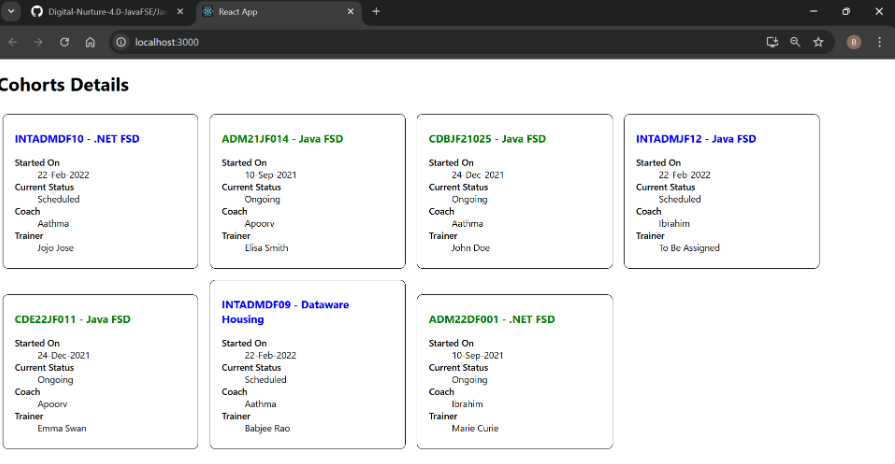 Digital-Nurture-4.0-JavaFSE/Jav
React App
localhost:3000
B
Cohorts Details
INTADMDF10 - .NET FSD
Started On
22-Feb-2022
Current Status
Scheduled
Coach
Aathma
Trainer
Jojo Jose
ADM21JF014 - Java FSD
Started On
10-Sep-2021
Current Status
Ongoing
Coach
Apoorv
Trainer
Elisa Smith
CDBJF21025 - Java FSD
Started On
24-Dec-2021
Current Status
Ongoing
Coach
Aathma
Trainer
John Doe
INTADMJF12 - Java FSD
Started On
22-Feb-2022
Current Status
Scheduled
Coach
Ibrahim
Trainer
To Be Assigned
CDE22JF011 - Java FSD
Started On
24-Dec-2021
Current Status
Ongoing
Coach
Apoorv
Trainer
Emma Swan
INTADMDF09 - Dataware
Housing
Started On
22-Feb-2022
Current Status
Scheduled
Coach
Aathma
Trainer
Babjee Rao
ADM22DF001 - .NET FSD
Started On
10-Sep-2021
Current Status
Ongoing
Coach
Ibrahim
Trainer
Marie Curie